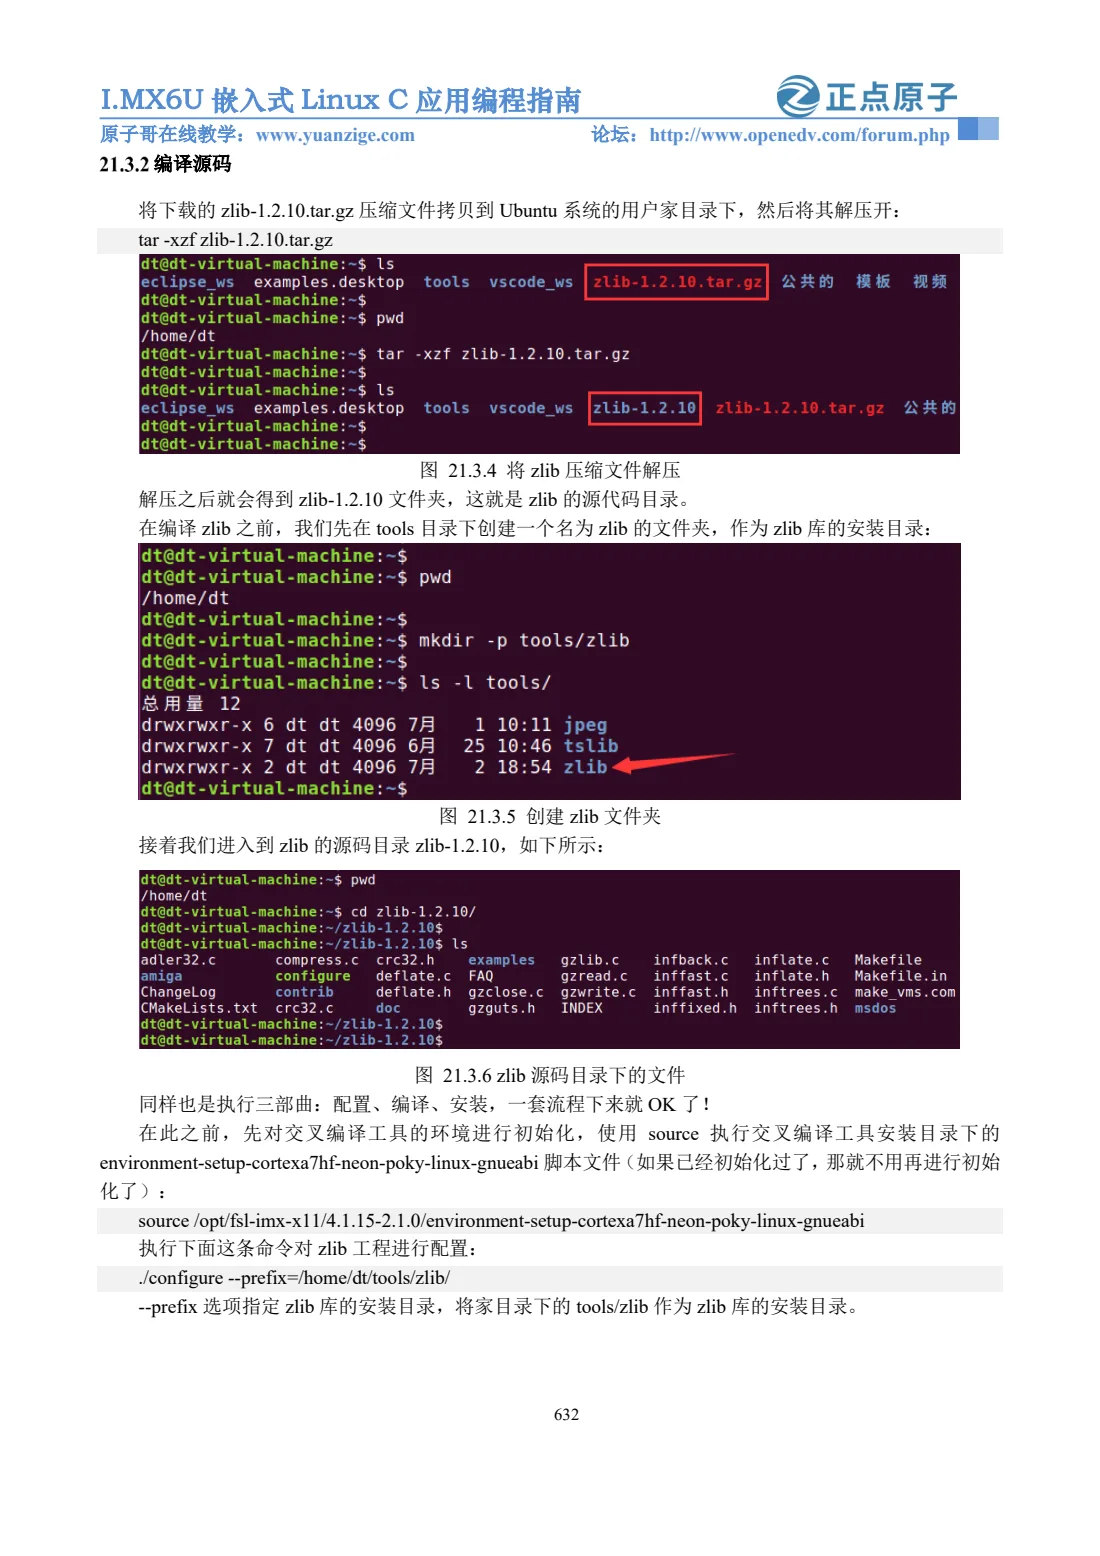 I.MX6U 嵌入式 Linux C 应用编程指南
正点原子
原子哥在线教学：www.yuanzige.com 论坛：http://www.openedv.com/forum.php
21.3.2 编译源码
将下载的 zlib-1.2.10.tar.gz 压缩文件拷贝到 Ubuntu 系统的用户家目录下，然后将其解压开：
tar -xzf zlib-1.2.10.tar.gz
dt@dt-virtual-machine:~$ ls
eclipse_ws examples.desktop tools vscode_ws zlib-1.2.10.tar.gz 公共的 模板 视频
dt@dt-virtual-machine:~$
dt@dt-virtual-machine:~$ pwd
/home/dt
dt@dt-virtual-machine:~$ tar -xzf zlib-1.2.10.tar.gz
dt@dt-virtual-machine:~$
dt@dt-virtual-machine:~$ ls
eclipse_ws examples.desktop tools vscode_ws zlib-1.2.10 zlib-1.2.10.tar.gz 公共的
dt@dt-virtual-machine:~$
dt@dt-virtual-machine:~$
图 21.3.4 将 zlib 压缩文件解压
解压之后就会得到 zlib-1.2.10 文件夹，这就是 zlib 的源代码目录。
在编译 zlib 之前，我们先在 tools 目录下创建一个名为 zlib 的文件夹，作为 zlib 库的安装目录：
dt@dt-virtual-machine:~$
dt@dt-virtual-machine:~$ pwd
/home/dt
dt@dt-virtual-machine:~$
dt@dt-virtual-machine:~$ mkdir -p tools/zlib
dt@dt-virtual-machine:~$
dt@dt-virtual-machine:~$ ls -l tools/
总用量 12
drwxrwxr-x 6 dt dt 4096 7月 1 10:11 jpeg
drwxrwxr-x 7 dt dt 4096 6月 25 10:46 tslib
drwxrwxr-x 2 dt dt 4096 7月 2 18:54 zlib
dt@dt-virtual-machine:~$
图 21.3.5 创建 zlib 文件夹
接着我们进入到 zlib 的源码目录 zlib-1.2.10，如下所示：
dt@dt-virtual-machine:~$ pwd
/home/dt
dt@dt-virtual-machine:~$ cd zlib-1.2.10/
dt@dt-virtual-machine:~/zlib-1.2.10$
dt@dt-virtual-machine:~/zlib-1.2.10$ ls
adler32.c compress.c crc32.h examples gzlib.c infback.c inflate.c Makefile
amiga configure deflate.c FAQ gzread.c inffast.c inflate.h Makefile.in
ChangeLog contrib deflate.h gzclose.c gzwrite.c inffast.h inftrees.c make_vms.com
CMakeLists.txt crc32.c doc gzguts.h INDEX inffixed.h inftrees.h msdos
dt@dt-virtual-machine:~/zlib-1.2.10$
dt@dt-virtual-machine:~/zlib-1.2.10$
图 21.3.6 zlib 源码目录下的文件
同样也是执行三部曲：配置、编译、安装，一套流程下来就 OK 了！
在此之前，先对交叉编译工具的环境进行初始化，使用 source 执行交叉编译工具安装目录下的
environment-setup-cortexa7hf-neon-poky-linux-gnueabi 脚本文件（如果已经初始化过了，那就不用再进行初始
化了）：
source /opt/fsl-imx-x11/4.1.15-2.1.0/environment-setup-cortexa7hf-neon-poky-linux-gnueabi
执行下面这条命令对 zlib 工程进行配置：
./configure --prefix=/home/dt/tools/zlib/
--prefix 选项指定 zlib 库的安装目录，将家目录下的 tools/zlib 作为 zlib 库的安装目录。
632